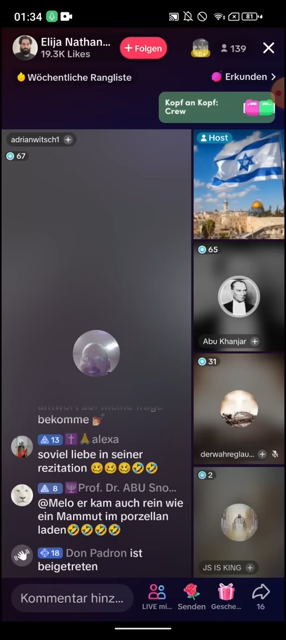 01:34
81
Elija Nathan...
19.3K Likes
+ Folgen
139
Wöchentliche Rangliste
Erkunden >
Kopf an Kopf:
Crew
adrianwitsch1 +
67
Host
65
Abu Khanjar +
31
derwahreglau... +
2
JS IS KING +
bekomme
13 alexa
soviel liebe in seiner
rezitation 🥴🥴🥴🤣🤣
8 Prof. Dr. ABU Sno...
@Melo er kam auch rein wie
ein Mammut im porzellan
laden🤣🤣🤣🤣
18 Don Padron ist
beigetreten
Kommentar hinz...
LIVE mi...
Senden
Gesche...
16